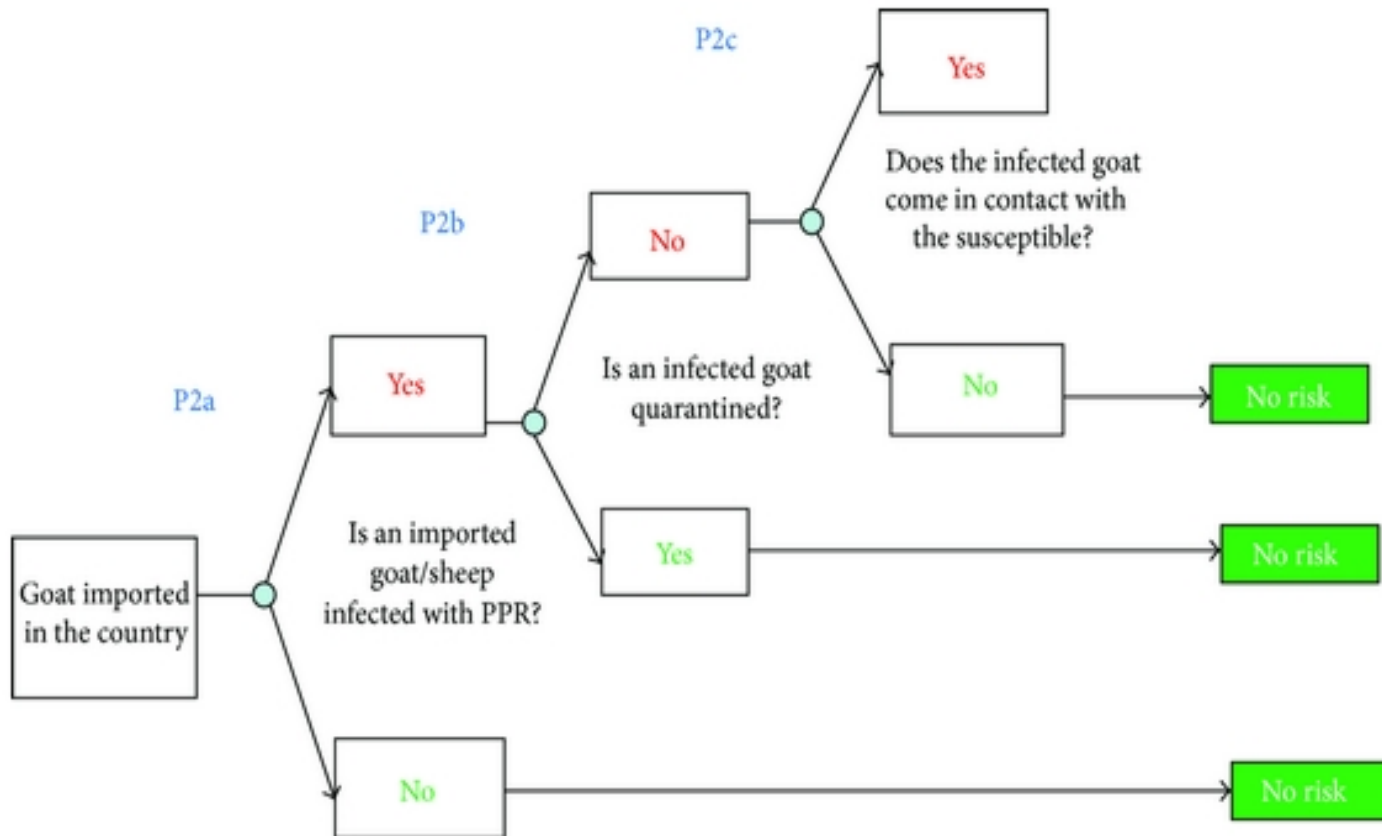 P2c
Yes
Does the infected goat
come in contact with
the susceptible?
P2b
No
Is an infected goat
quarantined?
No
No risk
P2a
Yes
Is an imported
goat/sheep
infected with PPR?
Yes
No risk
Goat imported
in the country
No
No risk